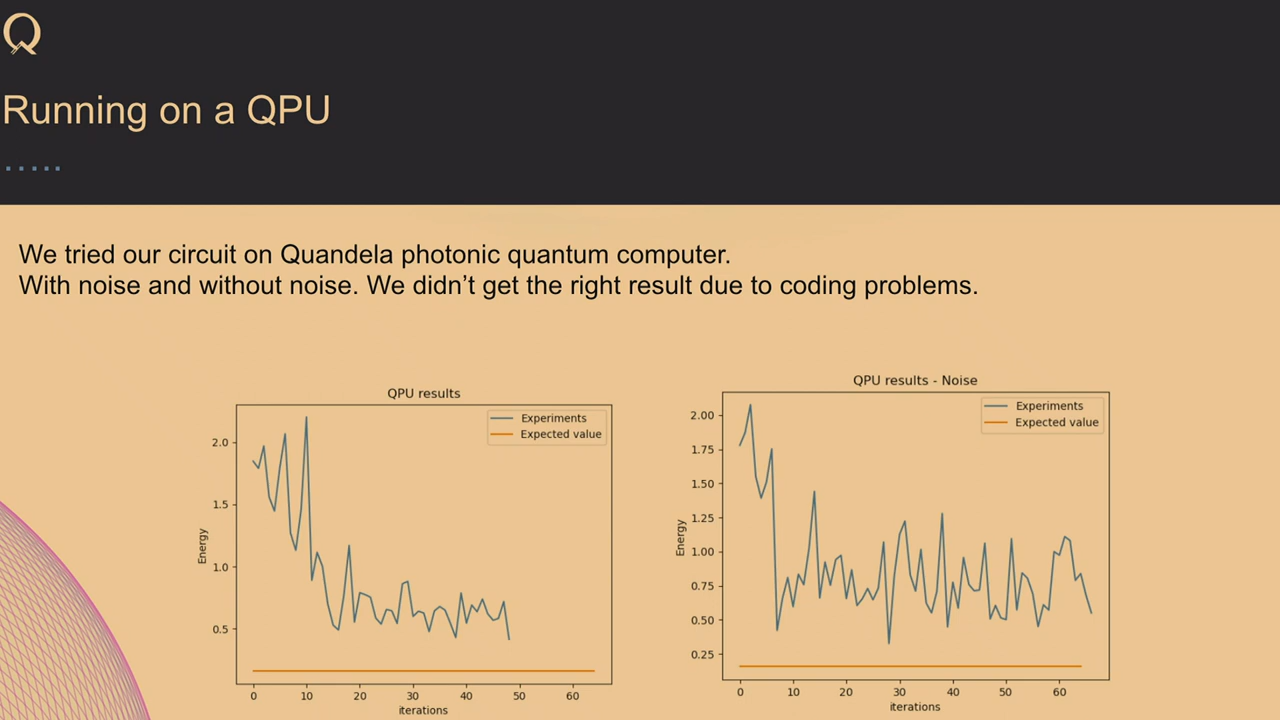 Q
Running on a QPU
.....
We tried our circuit on Quandela photonic quantum computer.
With noise and without noise. We didn’t get the right result due to coding problems.
QPU results
Experiments
Expected value
2.0
1.5
1.0
0.5
Energy
0
10
20
30
40
50
60
iterations
QPU results - Noise
Experiments
Expected value
2.00
1.75
1.50
1.25
1.00
0.75
0.50
0.25
Energy
0
10
20
30
40
50
60
iterations